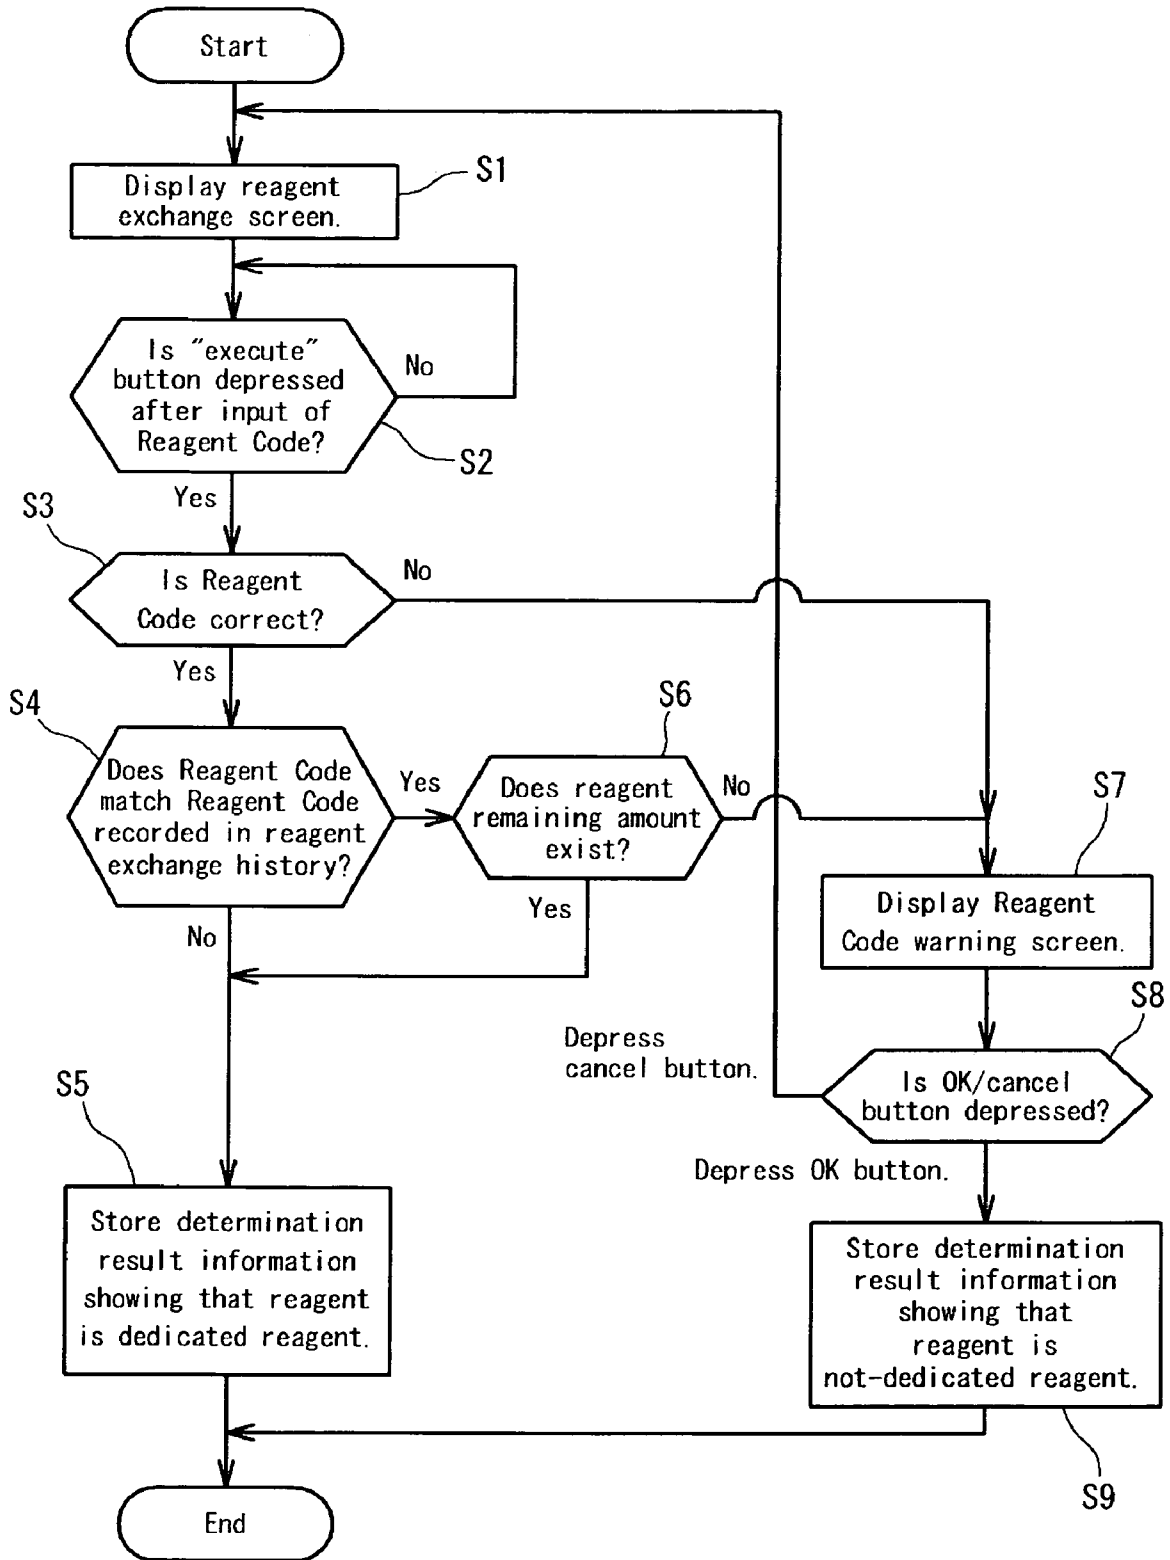 Start
Display reagent
exchange screen.
S1
Is "execute"
button depressed
after input of
Reagent Code?
No
S2
Yes
S3
Is Reagent
Code correct?
No
Yes
S4
Does Reagent Code
match Reagent Code
recorded in reagent
exchange history?
Yes
S6
Does reagent
remaining amount
exist?
No
S7
Yes
No
Display Reagent
Code warning screen.
S8
Depress
cancel button.
Is OK/cancel
button depressed?
S5
Depress OK button.
Store determination
result information
showing that reagent
is dedicated reagent.
Store determination
result information
showing that
reagent is
not-dedicated reagent.
S9
End